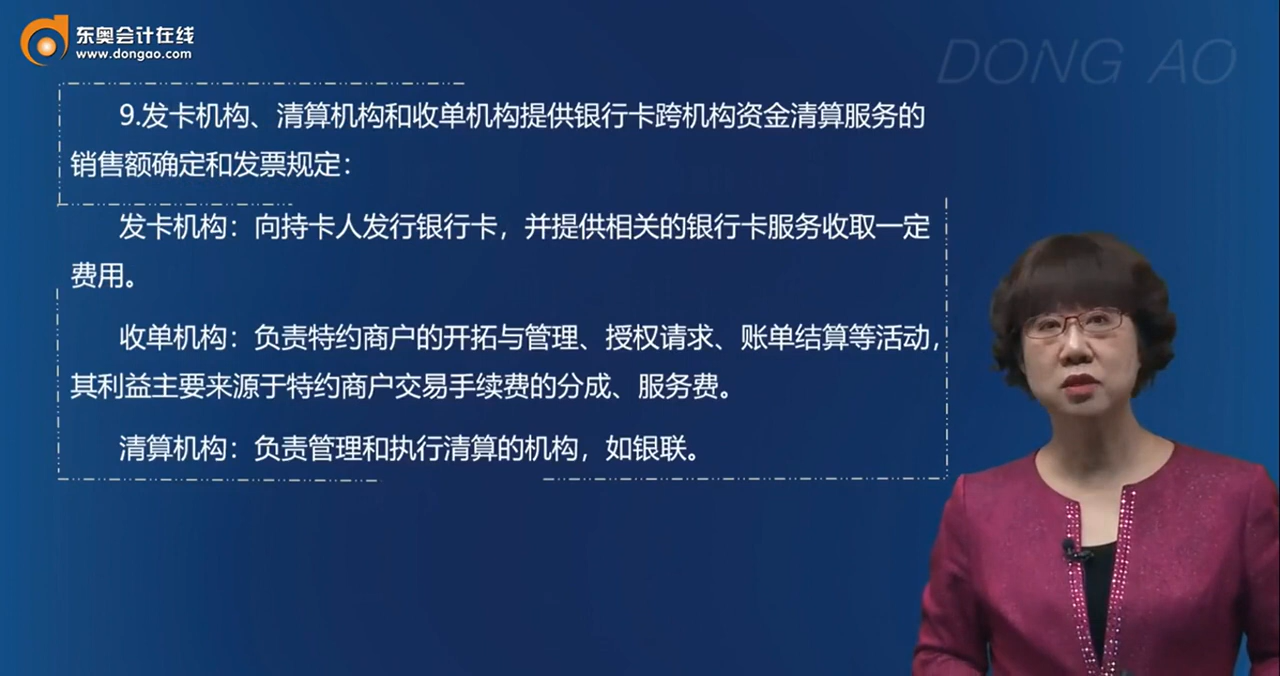 东奥会计在线
www.dongao.com
DONG AO
9.发卡机构、清算机构和收单机构提供银行卡跨机构资金清算服务的
销售额确定和发票规定：
发卡机构：向持卡人发行银行卡，并提供相关的银行卡服务收取一定
费用。
收单机构：负责特约商户的开拓与管理、授权请求、账单结算等活动，
其利益主要来源于特约商户交易手续费的分成、服务费。
清算机构：负责管理和执行清算的机构，如银联。